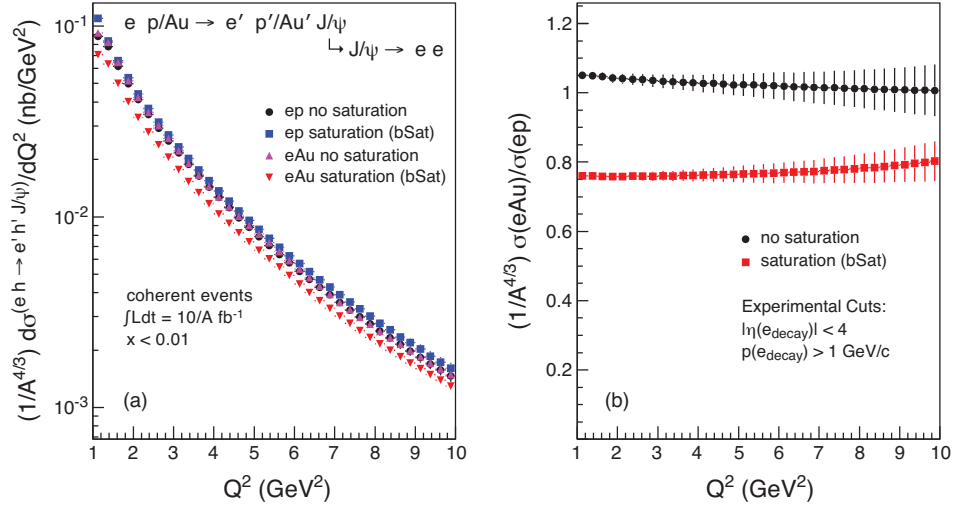 e p/Au → e′ p′/Au′ J/ψ
↳ J/ψ → e e
ep no saturation
ep saturation (bSat)
eAu no saturation
eAu saturation (bSat)
coherent events
∫Ldt = 10/A fb⁻¹
x < 0.01
(a)
10⁻¹
10⁻²
10⁻³
(1/A⁴ᐟ³) dσ(e h → e' h' J/ψ)/dQ² (nb/GeV²)
1 2 3 4 5 6 7 8 9 10
Q² (GeV²)
1.2
1
0.8
0.6
0.4
0.2
(1/A⁴ᐟ³) σ(eAu)/σ(ep)
no saturation
saturation (bSat)
Experimental Cuts:
|η(e_decay)| < 4
p(e_decay) > 1 GeV/c
(b)
1 2 3 4 5 6 7 8 9 10
Q² (GeV²)